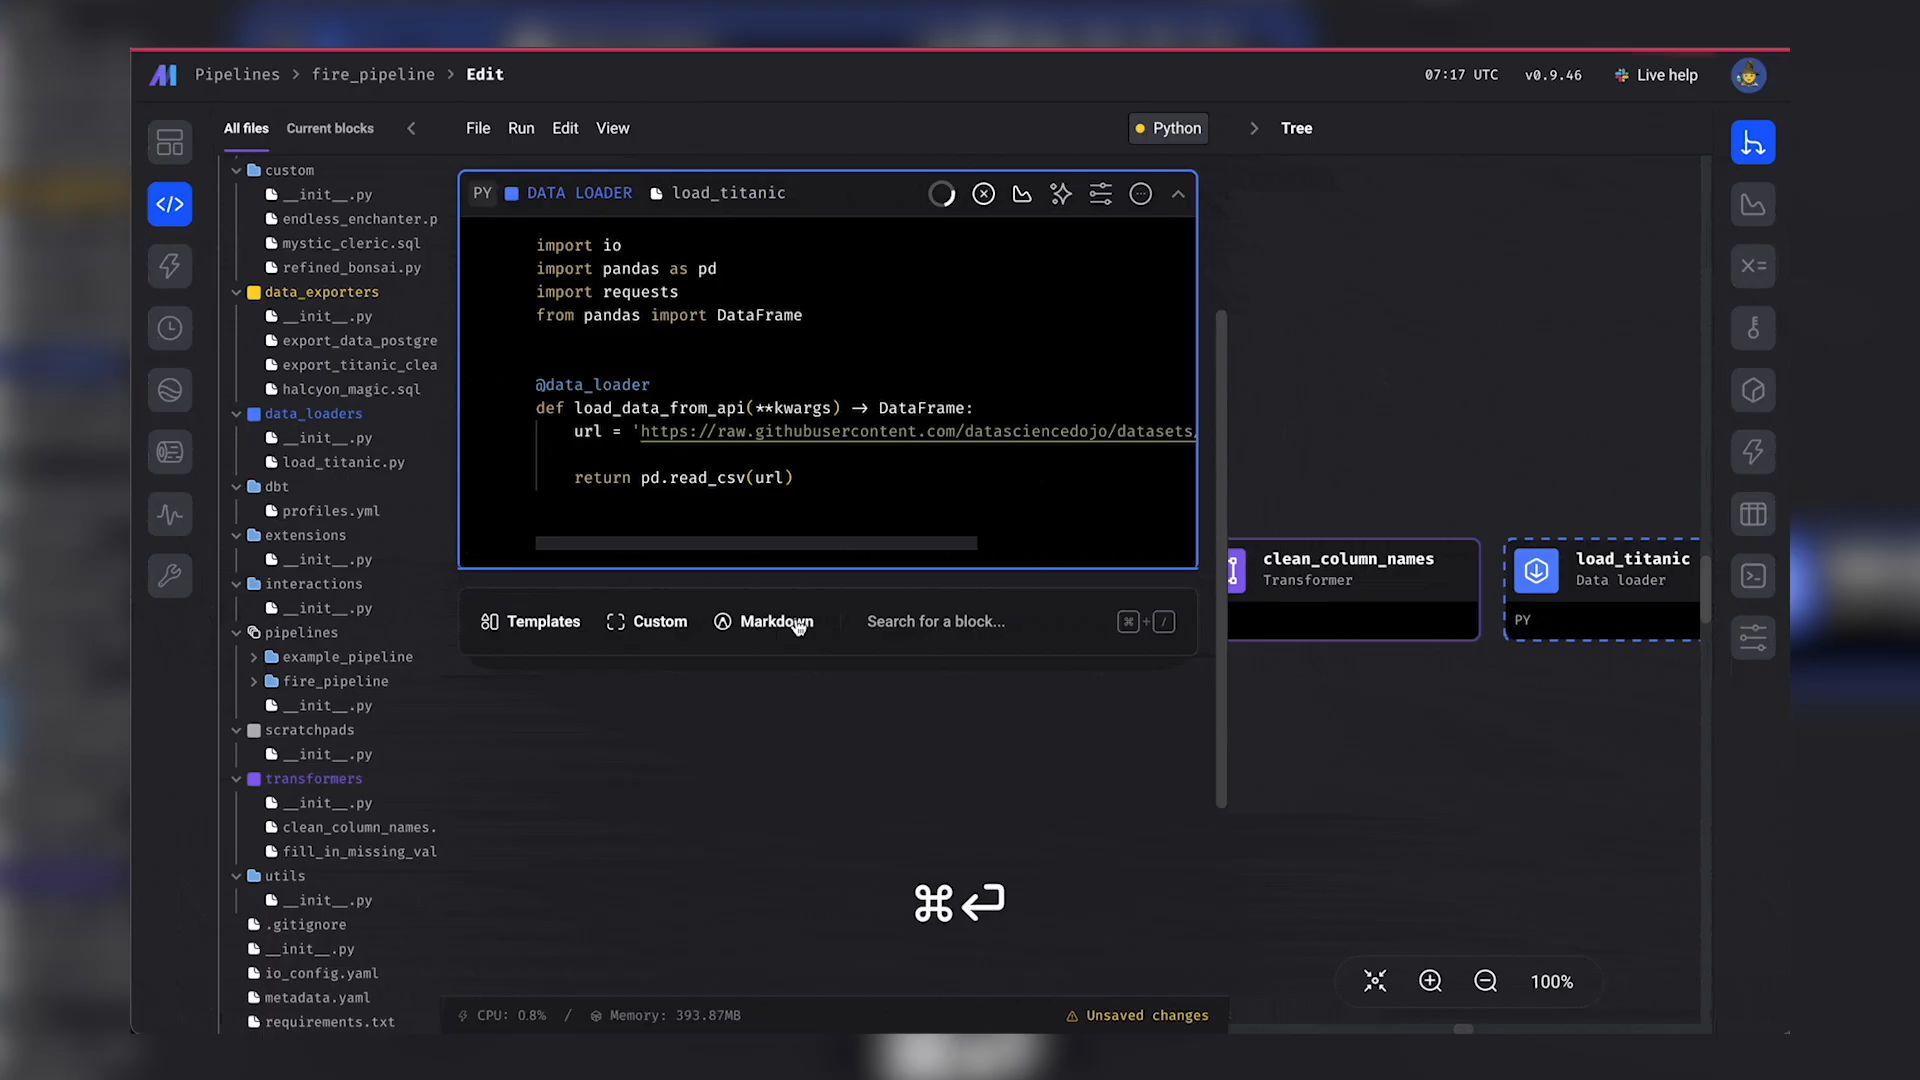 Pipelines > fire_pipeline > Edit
07:17 UTC
v0.9.46
Live help
All files
Current blocks
File
Run
Edit
View
Python
Tree
custom
__init__.py
endless_enchanter.p
mystic_cleric.sql
refined_bonsai.py
data_exporters
__init__.py
export_data_postgre
export_titanic_clea
halcyon_magic.sql
data_loaders
__init__.py
load_titanic.py
dbt
profiles.yml
extensions
__init__.py
interactions
__init__.py
pipelines
example_pipeline
fire_pipeline
__init__.py
scratchpads
__init__.py
transformers
__init__.py
clean_column_names.
fill_in_missing_val
utils
__init__.py
.gitignore
__init__.py
io_config.yaml
metadata.yaml
requirements.txt
PY DATA LOADER load_titanic
import io
import pandas as pd
import requests
from pandas import DataFrame
@data_loader
def load_data_from_api(**kwargs) -> DataFrame:
url = 'https://raw.githubusercontent.com/datasciencedojo/datasets/
return pd.read_csv(url)
Templates
Custom
Markdown
Search for a block...
⌘ + /
clean_column_names
Transformer
load_titanic
Data loader
PY
⌘⏎
100%
CPU: 0.8% / Memory: 393.87MB
Unsaved changes